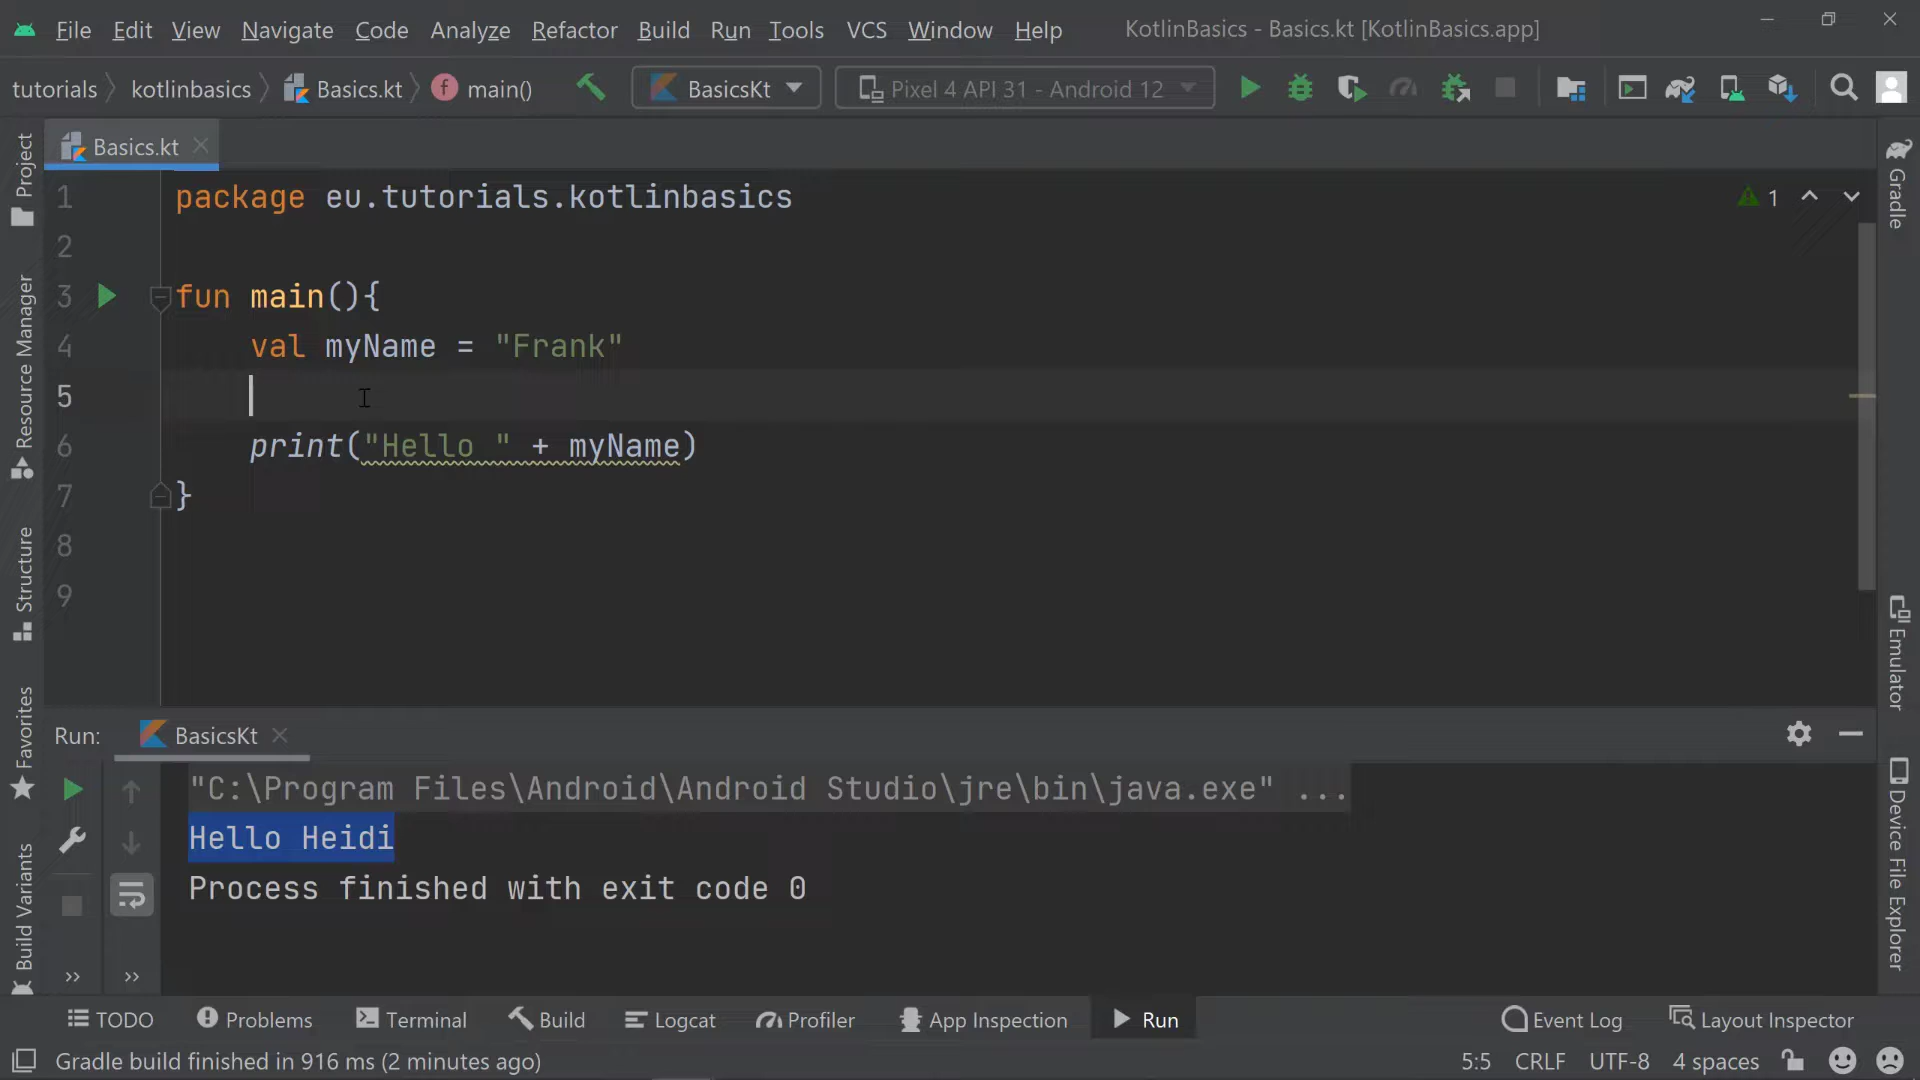 File Edit View Navigate Code Analyze Refactor Build Run Tools VCS Window Help KotlinBasics - Basics.kt [KotlinBasics.app]
tutorials kotlinbasics Basics.kt f main() BasicsKt Pixel 4 API 31 - Android 12
Basics.kt
1 package eu.tutorials.kotlinbasics 1
2
3 fun main(){
4 val myName = "Frank"
5
6 print("Hello " + myName)
7 }
8
9
Project
Resource Manager
Structure
Favorites
Build Variants
Gradle
Emulator
Device File Explorer
Run: BasicsKt
"C:\Program Files\Android\Android Studio\jre\bin\java.exe" ...
Hello Heidi
Process finished with exit code 0
TODO Problems Terminal Build Logcat Profiler App Inspection Run Event Log Layout Inspector
Gradle build finished in 916 ms (2 minutes ago) 5:5 CRLF UTF-8 4 spaces